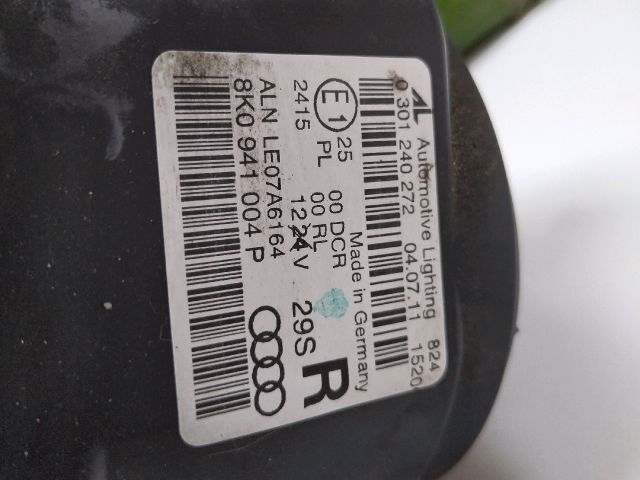 AL Automotive Lighting 824
0 301 240 272 04.07.11 1520
Made in Germany
E1 25 00 DCR
2415 PL 00 RL
1224V 29S R
ALN LE07A6164
8K0 941 004 P